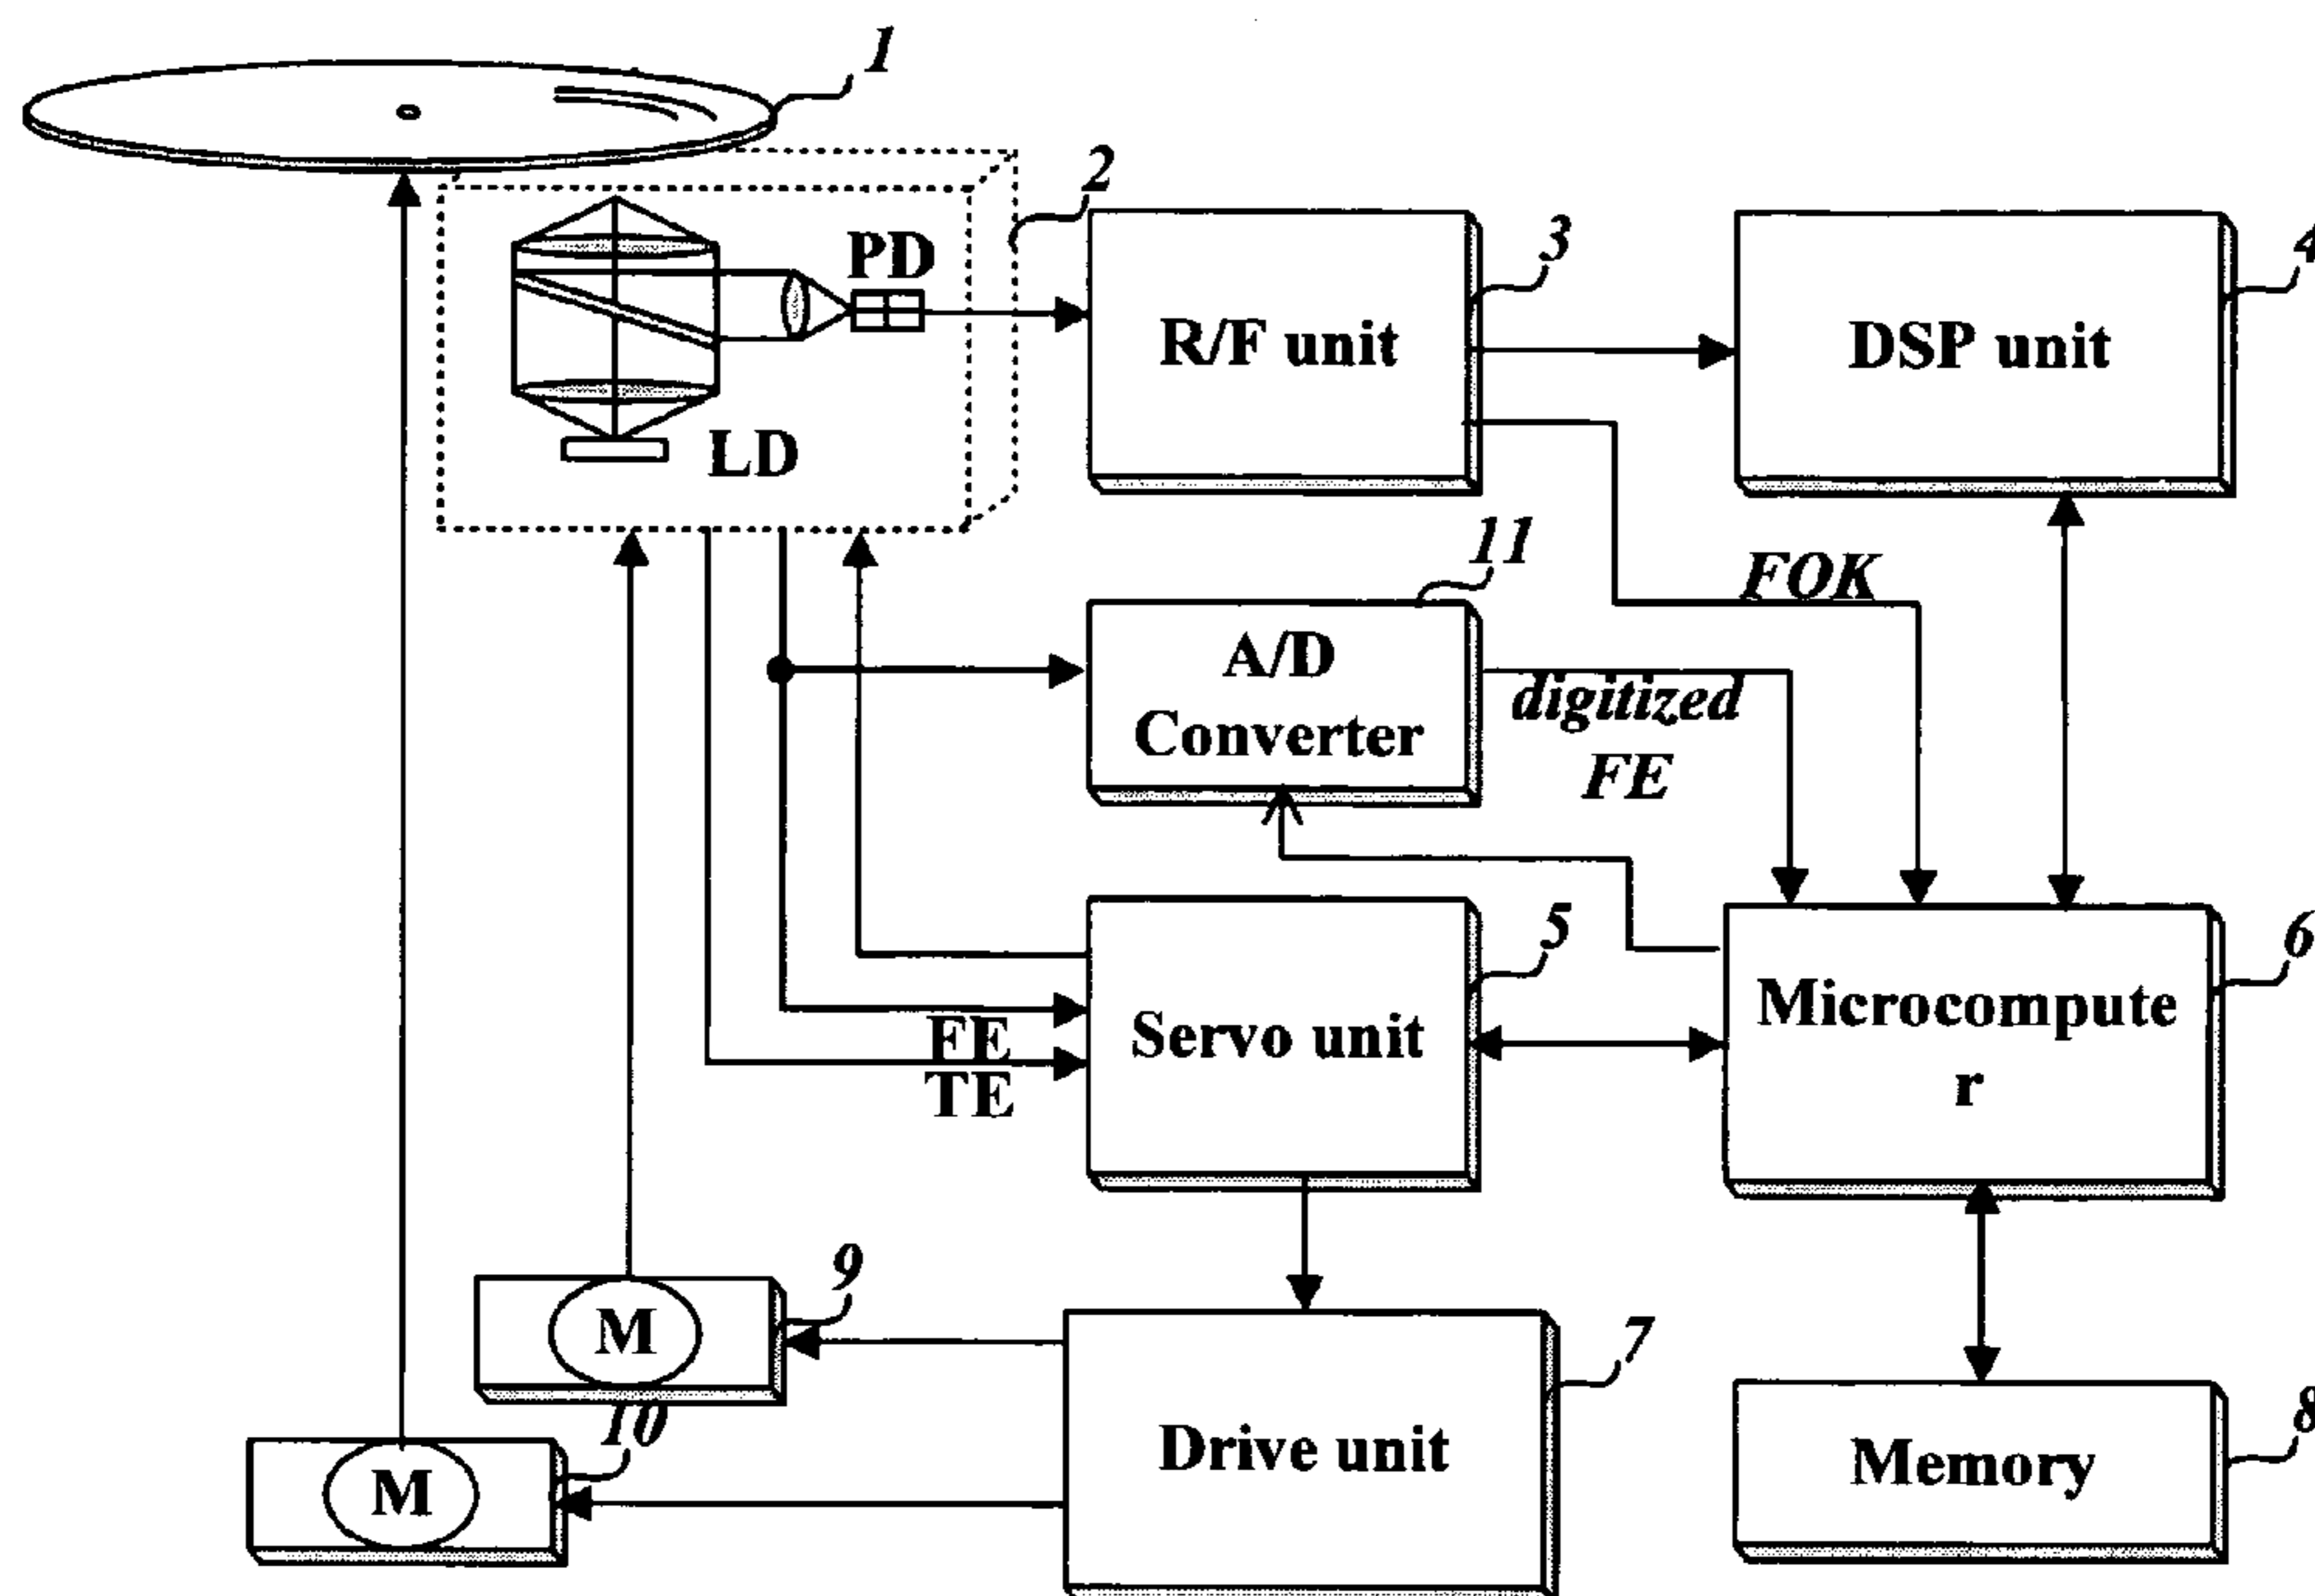 1
2
PD
LD
3
R/F unit
4
DSP unit
11
A/D
Converter
FOK
digitized
FE
5
Servo unit
FE
TE
6
Microcompute
r
9
M
10
M
7
Drive unit
8
Memory